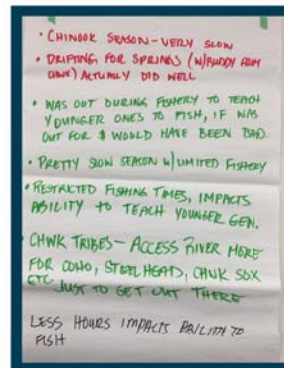 • CHINOOK SEASON - VERY SLOW
• DRIFTING FOR SPRINGS (W/BUDDY FROM
) ACTUALLY DID WELL
• WAS OUT DURING FISHERY TO TEACH
YOUNGER ONES TO FISH, IF WAS
OUT FOR $ WOULD HAVE BEEN BAD.
• PRETTY SLOW SEASON W/LIMITED FISHERY
• RESTRICTED FISHING TIMES, IMPACTS
ABILITY TO TEACH YOUNGER GEN.
• CHWK TRIBES - ACCESS RIVER MORE
FOR COHO, STEELHEAD, CHUK SOX
ETC JUST TO GET OUT THERE
LESS HOURS IMPACTS ABILITY TO
FISH